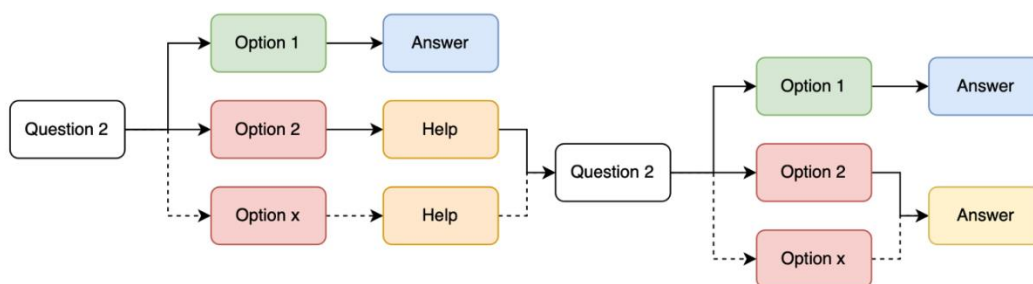 Option 1
Answer
Question 2
Option 2
Help
Option x
Help
Question 2
Option 1
Answer
Option 2
Option x
Answer